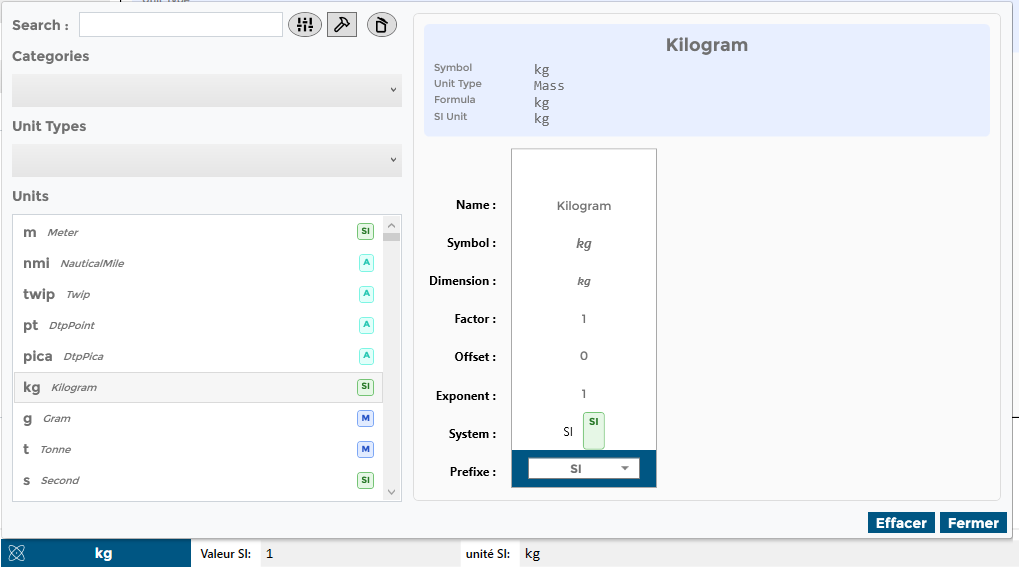 Unit Type
Search :
Categories
Unit Types
Units
m Meter SI
nmi NauticalMile A
twip Twip A
pt DtpPoint A
pica DtpPica A
kg Kilogram SI
g Gram M
t Tonne M
s Second SI
Kilogram
Symbol kg
Unit Type Mass
Formula kg
SI Unit kg
Name : Kilogram
Symbol : kg
Dimension : kg
Factor : 1
Offset : 0
Exponent : 1
System : SI SI
Prefixe : SI
Effacer Fermer
kg Valeur SI: 1 unité SI: kg